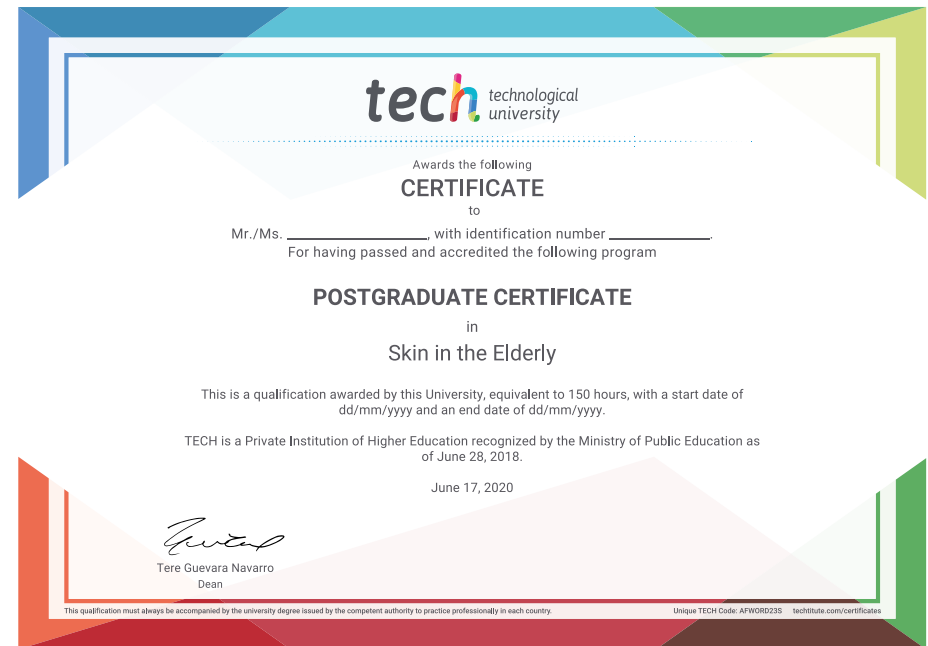 tech technological
university
Awards the following
CERTIFICATE
to
Mr./Ms. ____________________, with identification number ______________.
For having passed and accredited the following program
POSTGRADUATE CERTIFICATE
in
Skin in the Elderly
This is a qualification awarded by this University, equivalent to 150 hours, with a start date of
dd/mm/yyyy and an end date of dd/mm/yyyy.
TECH is a Private Institution of Higher Education recognized by the Ministry of Public Education as
of June 28, 2018.
June 17, 2020
Tere Guevara Navarro
Dean
This qualification must always be accompanied by the university degree issued by the competent authority to practice professionally in each country. Unique TECH Code: AFWORD23S techtitute.com/certificates